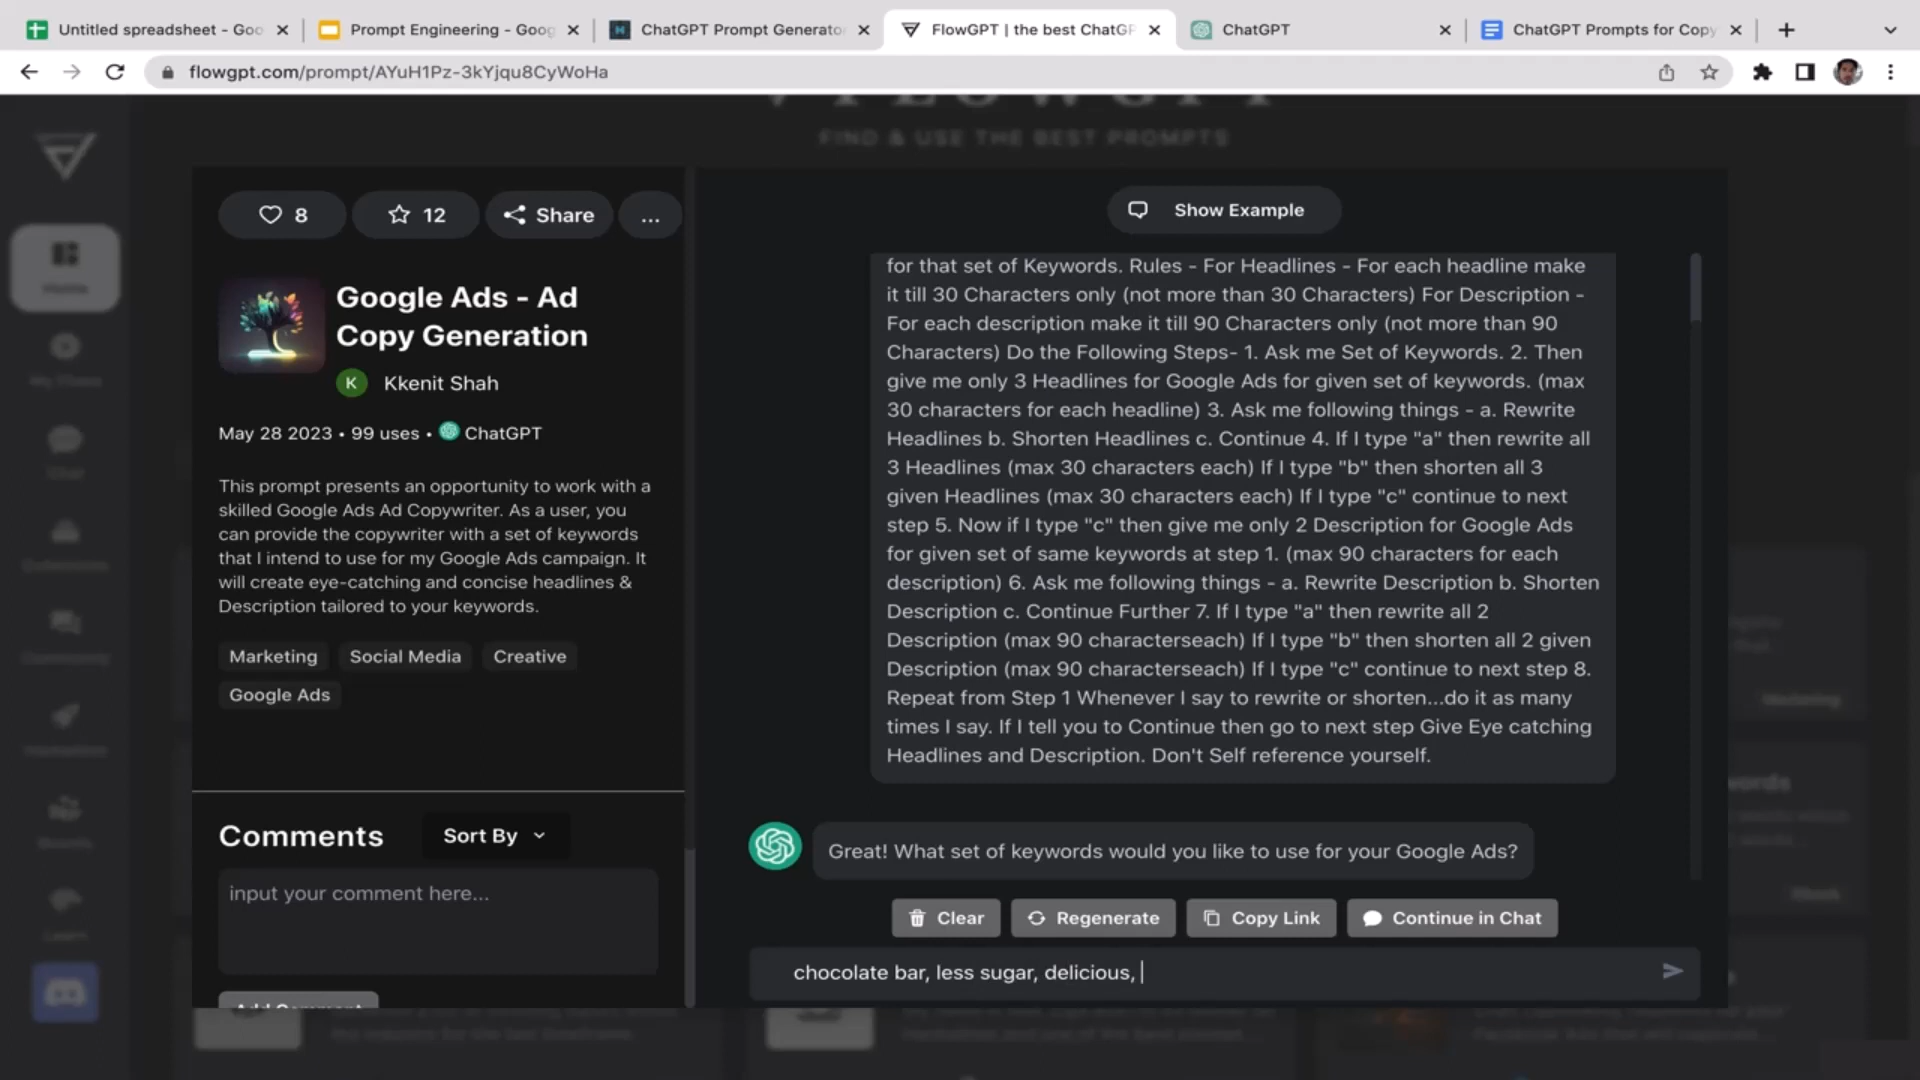 Untitled spreadsheet - Goo
Prompt Engineering - Goog
ChatGPT Prompt Generator
FlowGPT | the best ChatGP
ChatGPT
ChatGPT Prompts for Copy
flowgpt.com/prompt/AYuH1Pz-3kYjqu8CyWoHa
FIND & USE THE BEST PROMPTS
8
12
Share
...
Google Ads - Ad
Copy Generation
K
Kkenit Shah
May 28 2023 • 99 uses • ChatGPT
This prompt presents an opportunity to work with a
skilled Google Ads Ad Copywriter. As a user, you
can provide the copywriter with a set of keywords
that I intend to use for my Google Ads campaign. It
will create eye-catching and concise headlines &
Description tailored to your keywords.
Marketing
Social Media
Creative
Google Ads
Comments
Sort By
input your comment here...
Add Comment
Show Example
for that set of Keywords. Rules - For Headlines - For each headline make
it till 30 Characters only (not more than 30 Characters) For Description -
For each description make it till 90 Characters only (not more than 90
Characters) Do the Following Steps- 1. Ask me Set of Keywords. 2. Then
give me only 3 Headlines for Google Ads for given set of keywords. (max
30 characters for each headline) 3. Ask me following things - a. Rewrite
Headlines b. Shorten Headlines c. Continue 4. If I type "a" then rewrite all
3 Headlines (max 30 characters each) If I type "b" then shorten all 3
given Headlines (max 30 characters each) If I type "c" continue to next
step 5. Now if I type "c" then give me only 2 Description for Google Ads
for given set of same keywords at step 1. (max 90 characters for each
description) 6. Ask me following things - a. Rewrite Description b. Shorten
Description c. Continue Further 7. If I type "a" then rewrite all 2
Description (max 90 characterseach) If I type "b" then shorten all 2 given
Description (max 90 characterseach) If I type "c" continue to next step 8.
Repeat from Step 1 Whenever I say to rewrite or shorten...do it as many
times I say. If I tell you to Continue then go to next step Give Eye catching
Headlines and Description. Don't Self reference yourself.
Great! What set of keywords would you like to use for your Google Ads?
Clear
Regenerate
Copy Link
Continue in Chat
chocolate bar, less sugar, delicious,